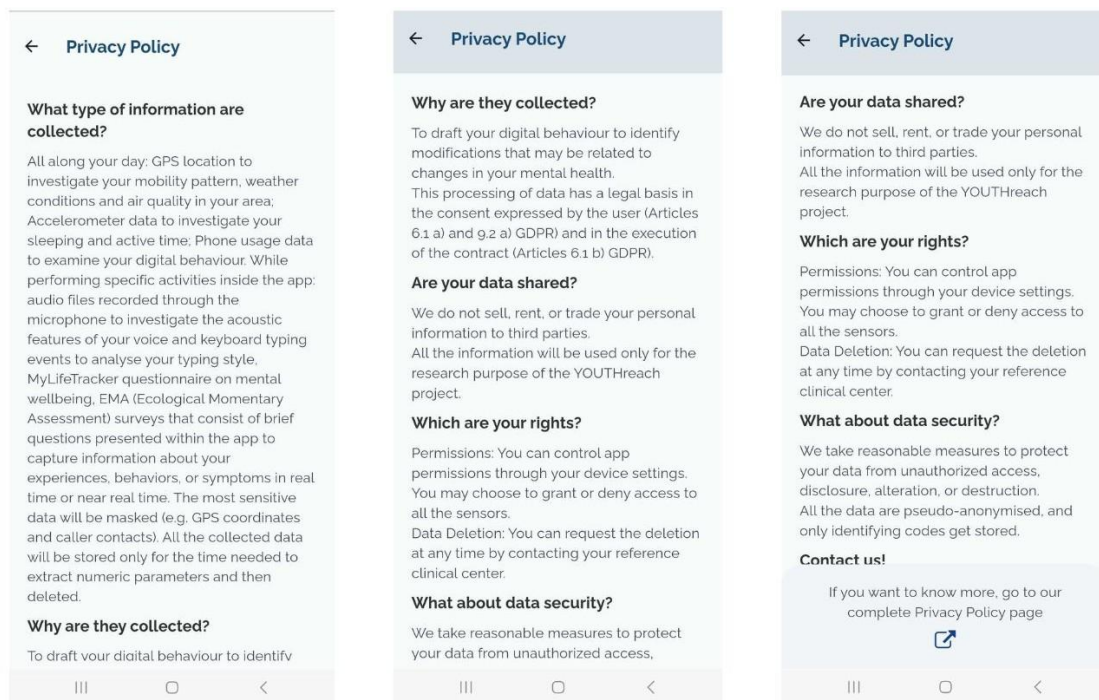 Privacy Policy
What type of information are
collected?
All along your day: GPS location to
investigate your mobility pattern, weather
conditions and air quality in your area;
Accelerometer data to investigate your
sleeping and active time; Phone usage data
to examine your digital behaviour. While
performing specific activities inside the app:
audio files recorded through the
microphone to investigate the acoustic
features of your voice and keyboard typing
events to analyse your typing style,
MyLifeTracker questionnaire on mental
wellbeing, EMA (Ecological Momentary
Assessment) surveys that consist of brief
questions presented within the app to
capture information about your
experiences, behaviors, or symptoms in real
time or near real time. The most sensitive
data will be masked (e.g. GPS coordinates
and caller contacts). All the collected data
will be stored only for the time needed to
extract numeric parameters and then
deleted.
Why are they collected?
To draft your digital behaviour to identify
Privacy Policy
Why are they collected?
To draft your digital behaviour to identify
modifications that may be related to
changes in your mental health.
This processing of data has a legal basis in
the consent expressed by the user (Articles
6.1 a) and 9.2 a) GDPR) and in the execution
of the contract (Articles 6.1 b) GDPR).
Are your data shared?
We do not sell, rent, or trade your personal
information to third parties.
All the information will be used only for the
research purpose of the YOUTHreach
project.
Which are your rights?
Permissions: You can control app
permissions through your device settings.
You may choose to grant or deny access to
all the sensors.
Data Deletion: You can request the deletion
at any time by contacting your reference
clinical center.
What about data security?
We take reasonable measures to protect
your data from unauthorized access,
Privacy Policy
Are your data shared?
We do not sell, rent, or trade your personal
information to third parties.
All the information will be used only for the
research purpose of the YOUTHreach
project.
Which are your rights?
Permissions: You can control app
permissions through your device settings.
You may choose to grant or deny access to
all the sensors.
Data Deletion: You can request the deletion
at any time by contacting your reference
clinical center.
What about data security?
We take reasonable measures to protect
your data from unauthorized access,
disclosure, alteration, or destruction.
All the data are pseudo-anonymised, and
only identifying codes get stored.
Contact us!
If you want to know more, go to our
complete Privacy Policy page